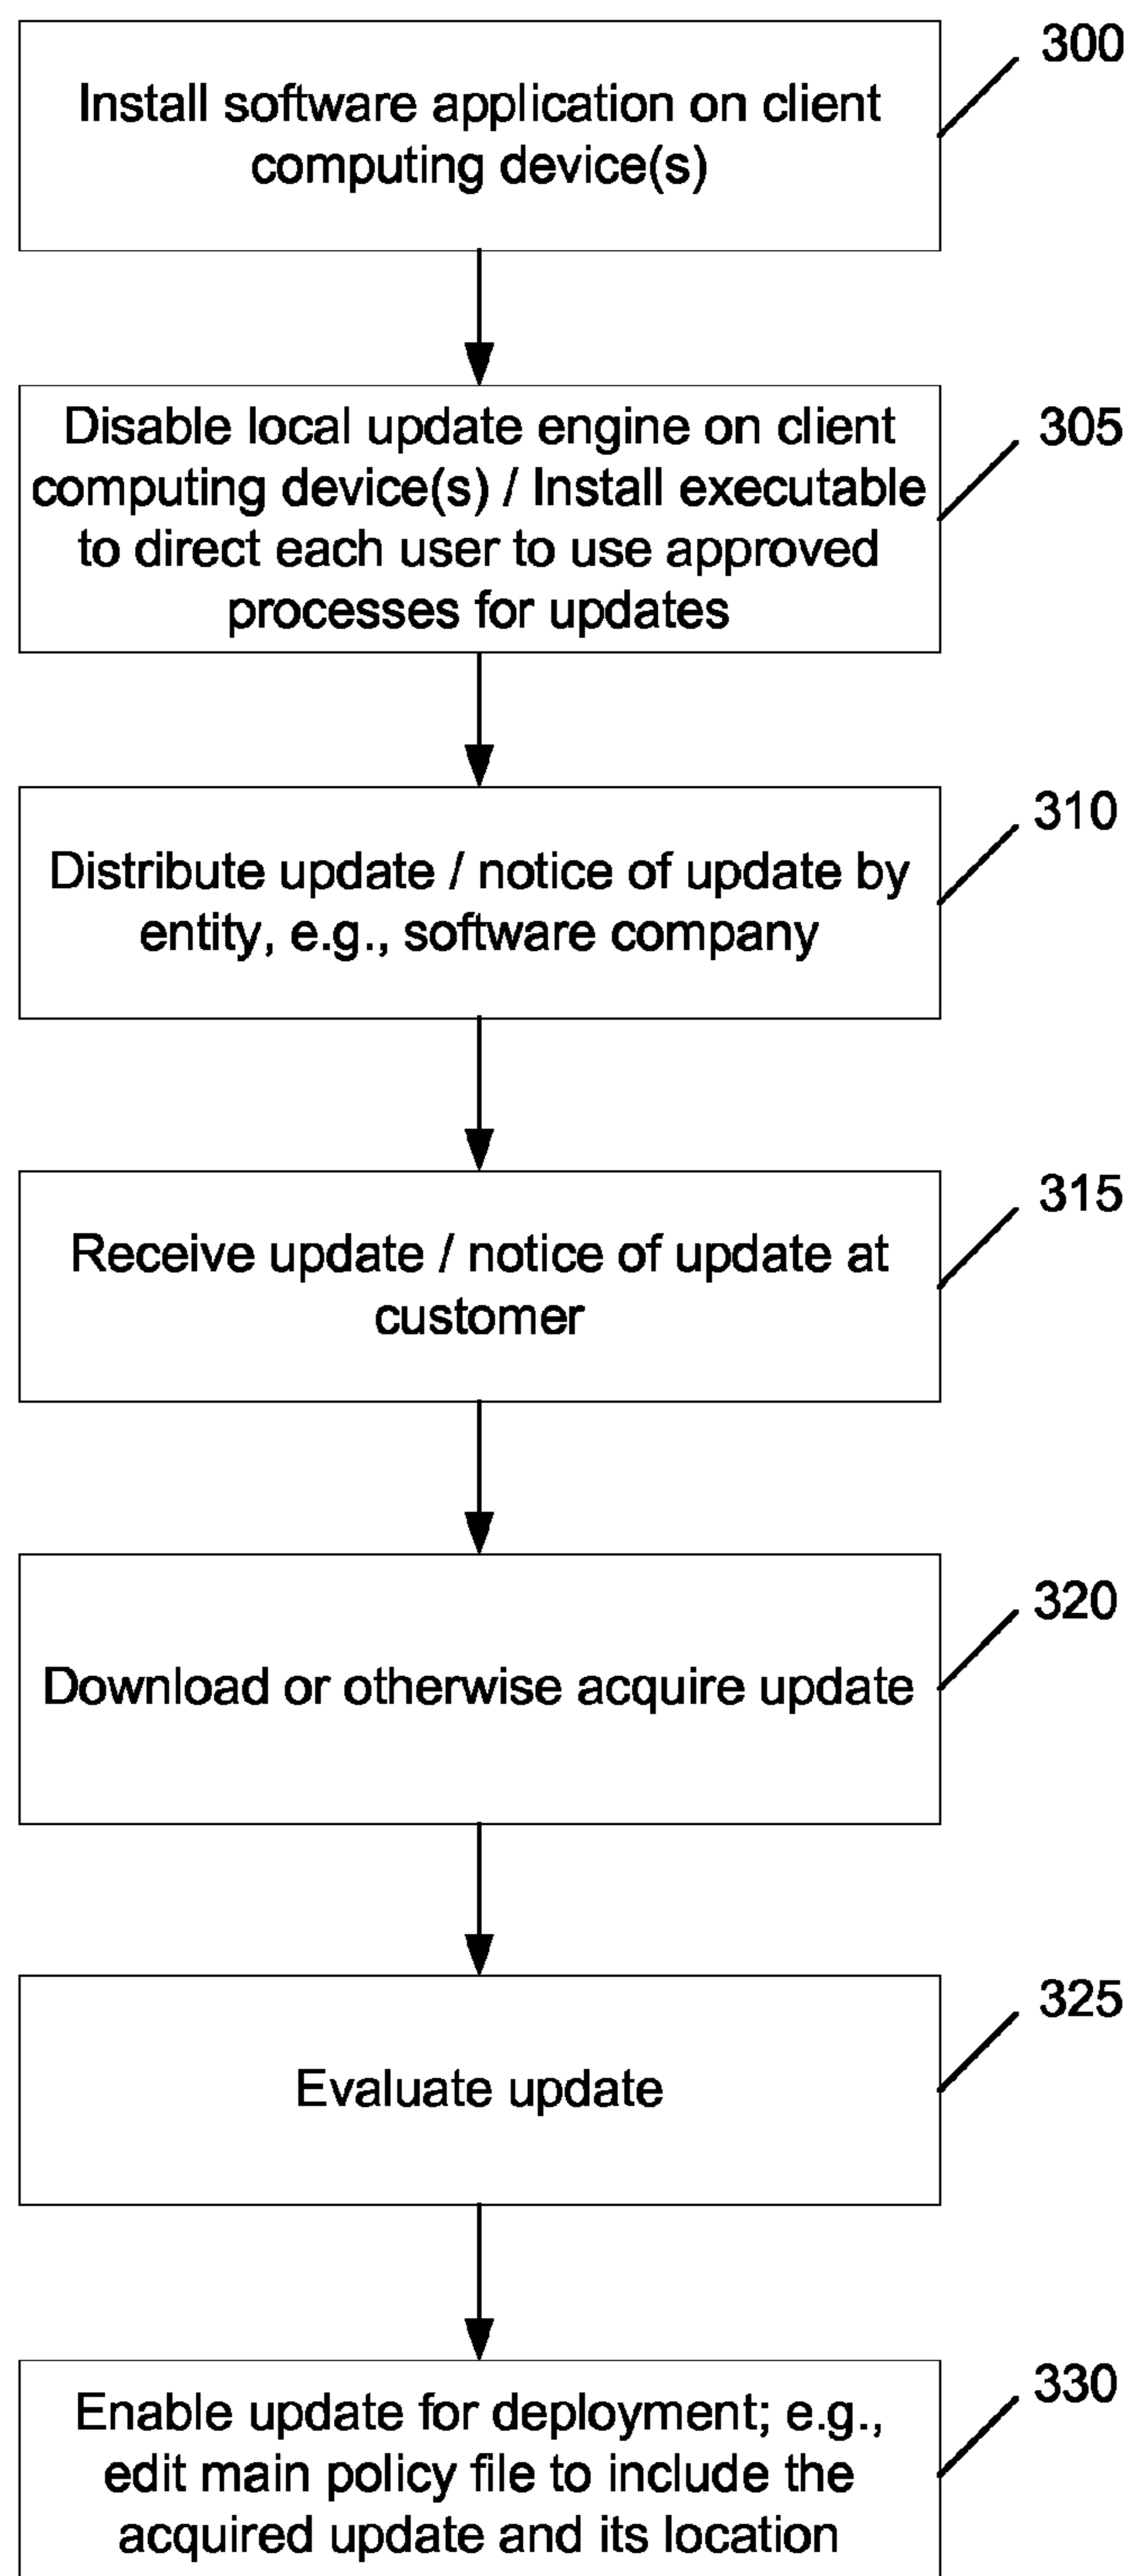 300
Install software application on client
computing device(s)
305
Disable local update engine on client
computing device(s) / Install executable
to direct each user to use approved
processes for updates
310
Distribute update / notice of update by
entity, e.g., software company
315
Receive update / notice of update at
customer
320
Download or otherwise acquire update
325
Evaluate update
330
Enable update for deployment; e.g.,
edit main policy file to include the
acquired update and its location